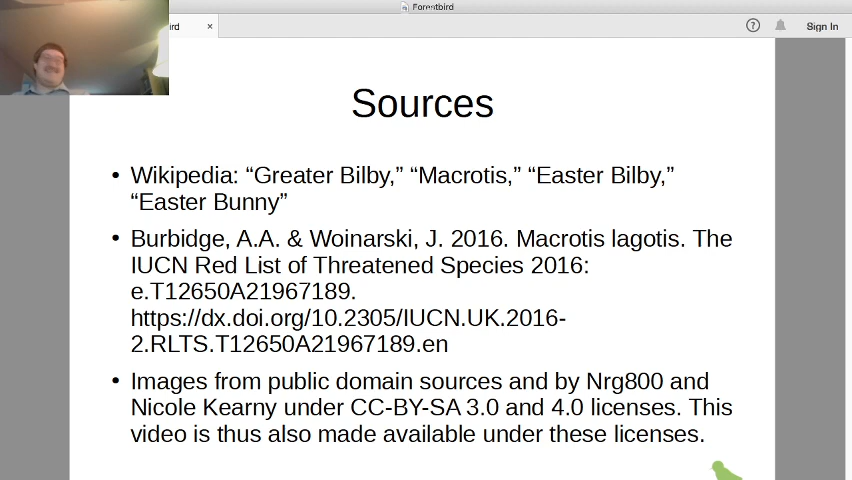 Forentbird
ird × ? Sign In
Sources
• Wikipedia: “Greater Bilby,” “Macrotis,” “Easter Bilby,”
“Easter Bunny”
• Burbidge, A.A. & Woinarski, J. 2016. Macrotis lagotis. The
IUCN Red List of Threatened Species 2016:
e.T12650A21967189.
https://dx.doi.org/10.2305/IUCN.UK.2016-
2.RLTS.T12650A21967189.en
• Images from public domain sources and by Nrg800 and
Nicole Kearny under CC-BY-SA 3.0 and 4.0 licenses. This
video is thus also made available under these licenses.